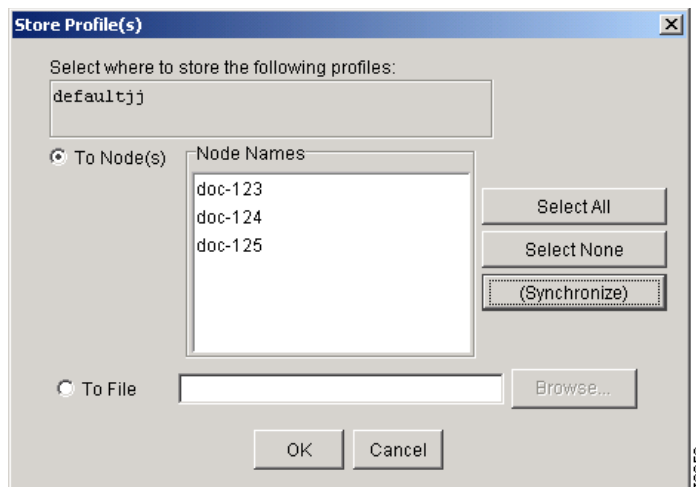 Store Profile(s)
Select where to store the following profiles:
defaultjj
To Node(s)
Node Names
doc-123
doc-124
doc-125
Select All
Select None
(Synchronize)
To File
Browse...
OK
Cancel